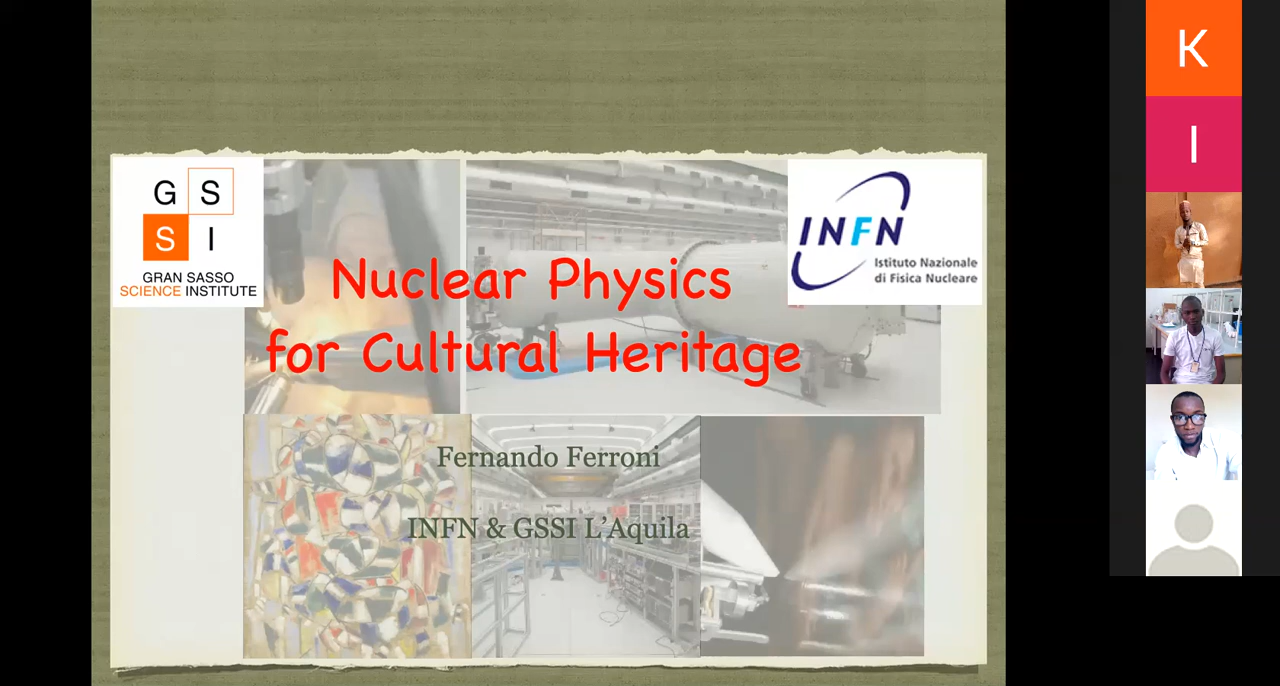 G S
S I
GRAN SASSO
SCIENCE INSTITUTE
INFN
Istituto Nazionale
di Fisica Nucleare
Nuclear Physics
for Cultural Heritage
Fernando Ferroni
INFN & GSSI L'Aquila
K
I